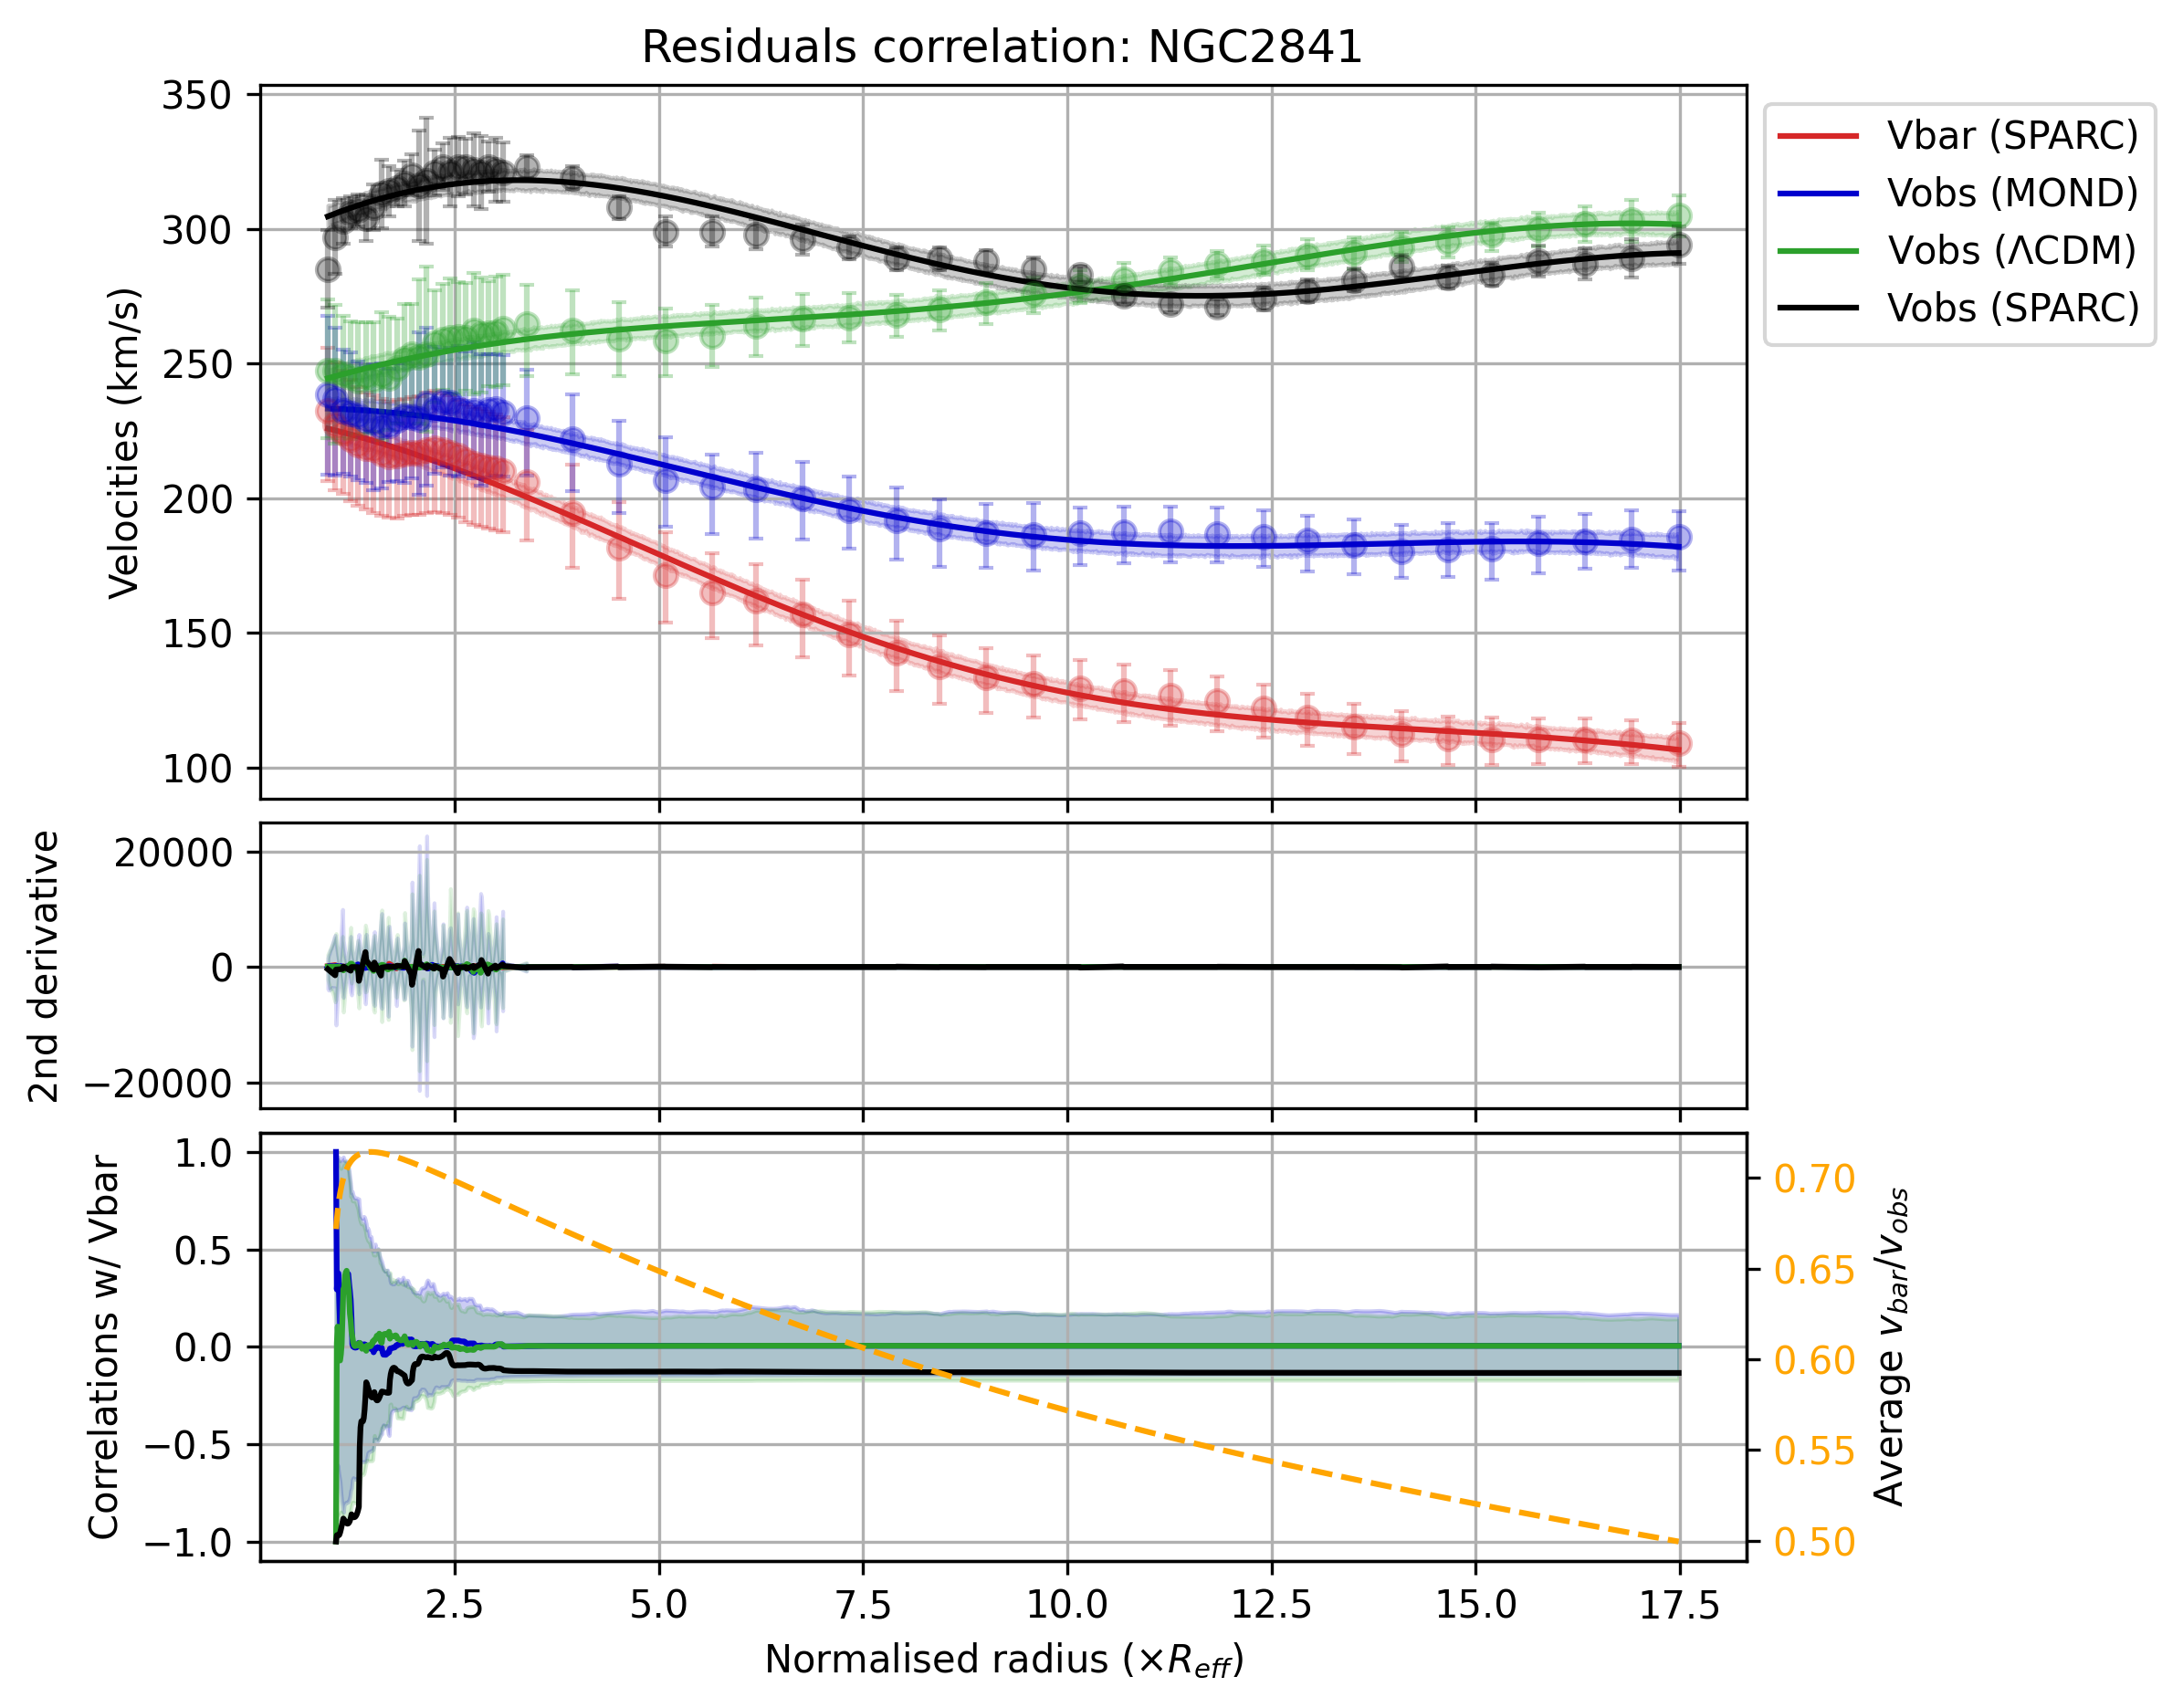 Residuals correlation: NGC2841
350
300
250
200
150
100
Velocities (km/s)
Vbar (SPARC)
Vobs (MOND)
Vobs (ΛCDM)
Vobs (SPARC)
20000
0
−20000
2nd derivative
1.0
0.5
0.0
−0.5
−1.0
Correlations w/ Vbar
0.70
0.65
0.60
0.55
0.50
Average v_bar/v_obs
2.5 5.0 7.5 10.0 12.5 15.0 17.5
Normalised radius (×R_eff)